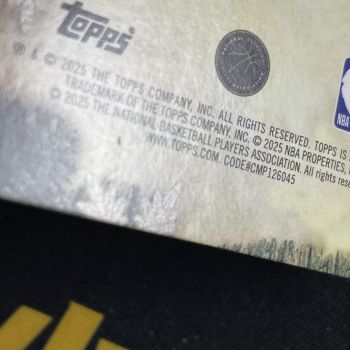 Topps
® & © 2025 THE TOPPS COMPANY, INC. ALL RIGHTS RESERVED. TOPPS IS
TRADEMARK OF THE TOPPS COMPANY, INC. © 2025 NBA PROPERTIES,
© 2025 THE NATIONAL BASKETBALL PLAYERS ASSOCIATION. All rights rese
WWW.TOPPS.COM. CODE#CMP126045
NBA